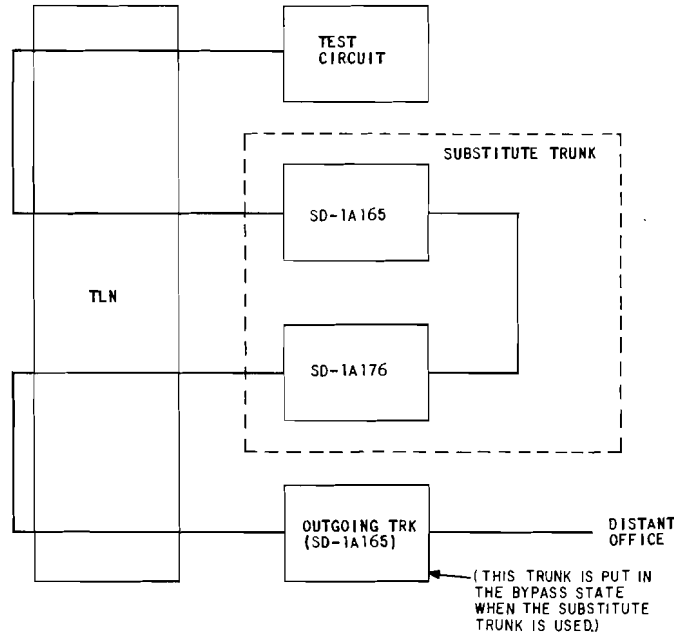 TEST
CIRCUIT
SUBSTITUTE TRUNK
SD-1A165
TLN
SD-1A176
OUTGOING TRK
(SD-1A165)
DISTANT
OFFICE
(THIS TRUNK IS PUT IN
THE BYPASS STATE
WHEN THE SUBSTITUTE
TRUNK IS USED.)